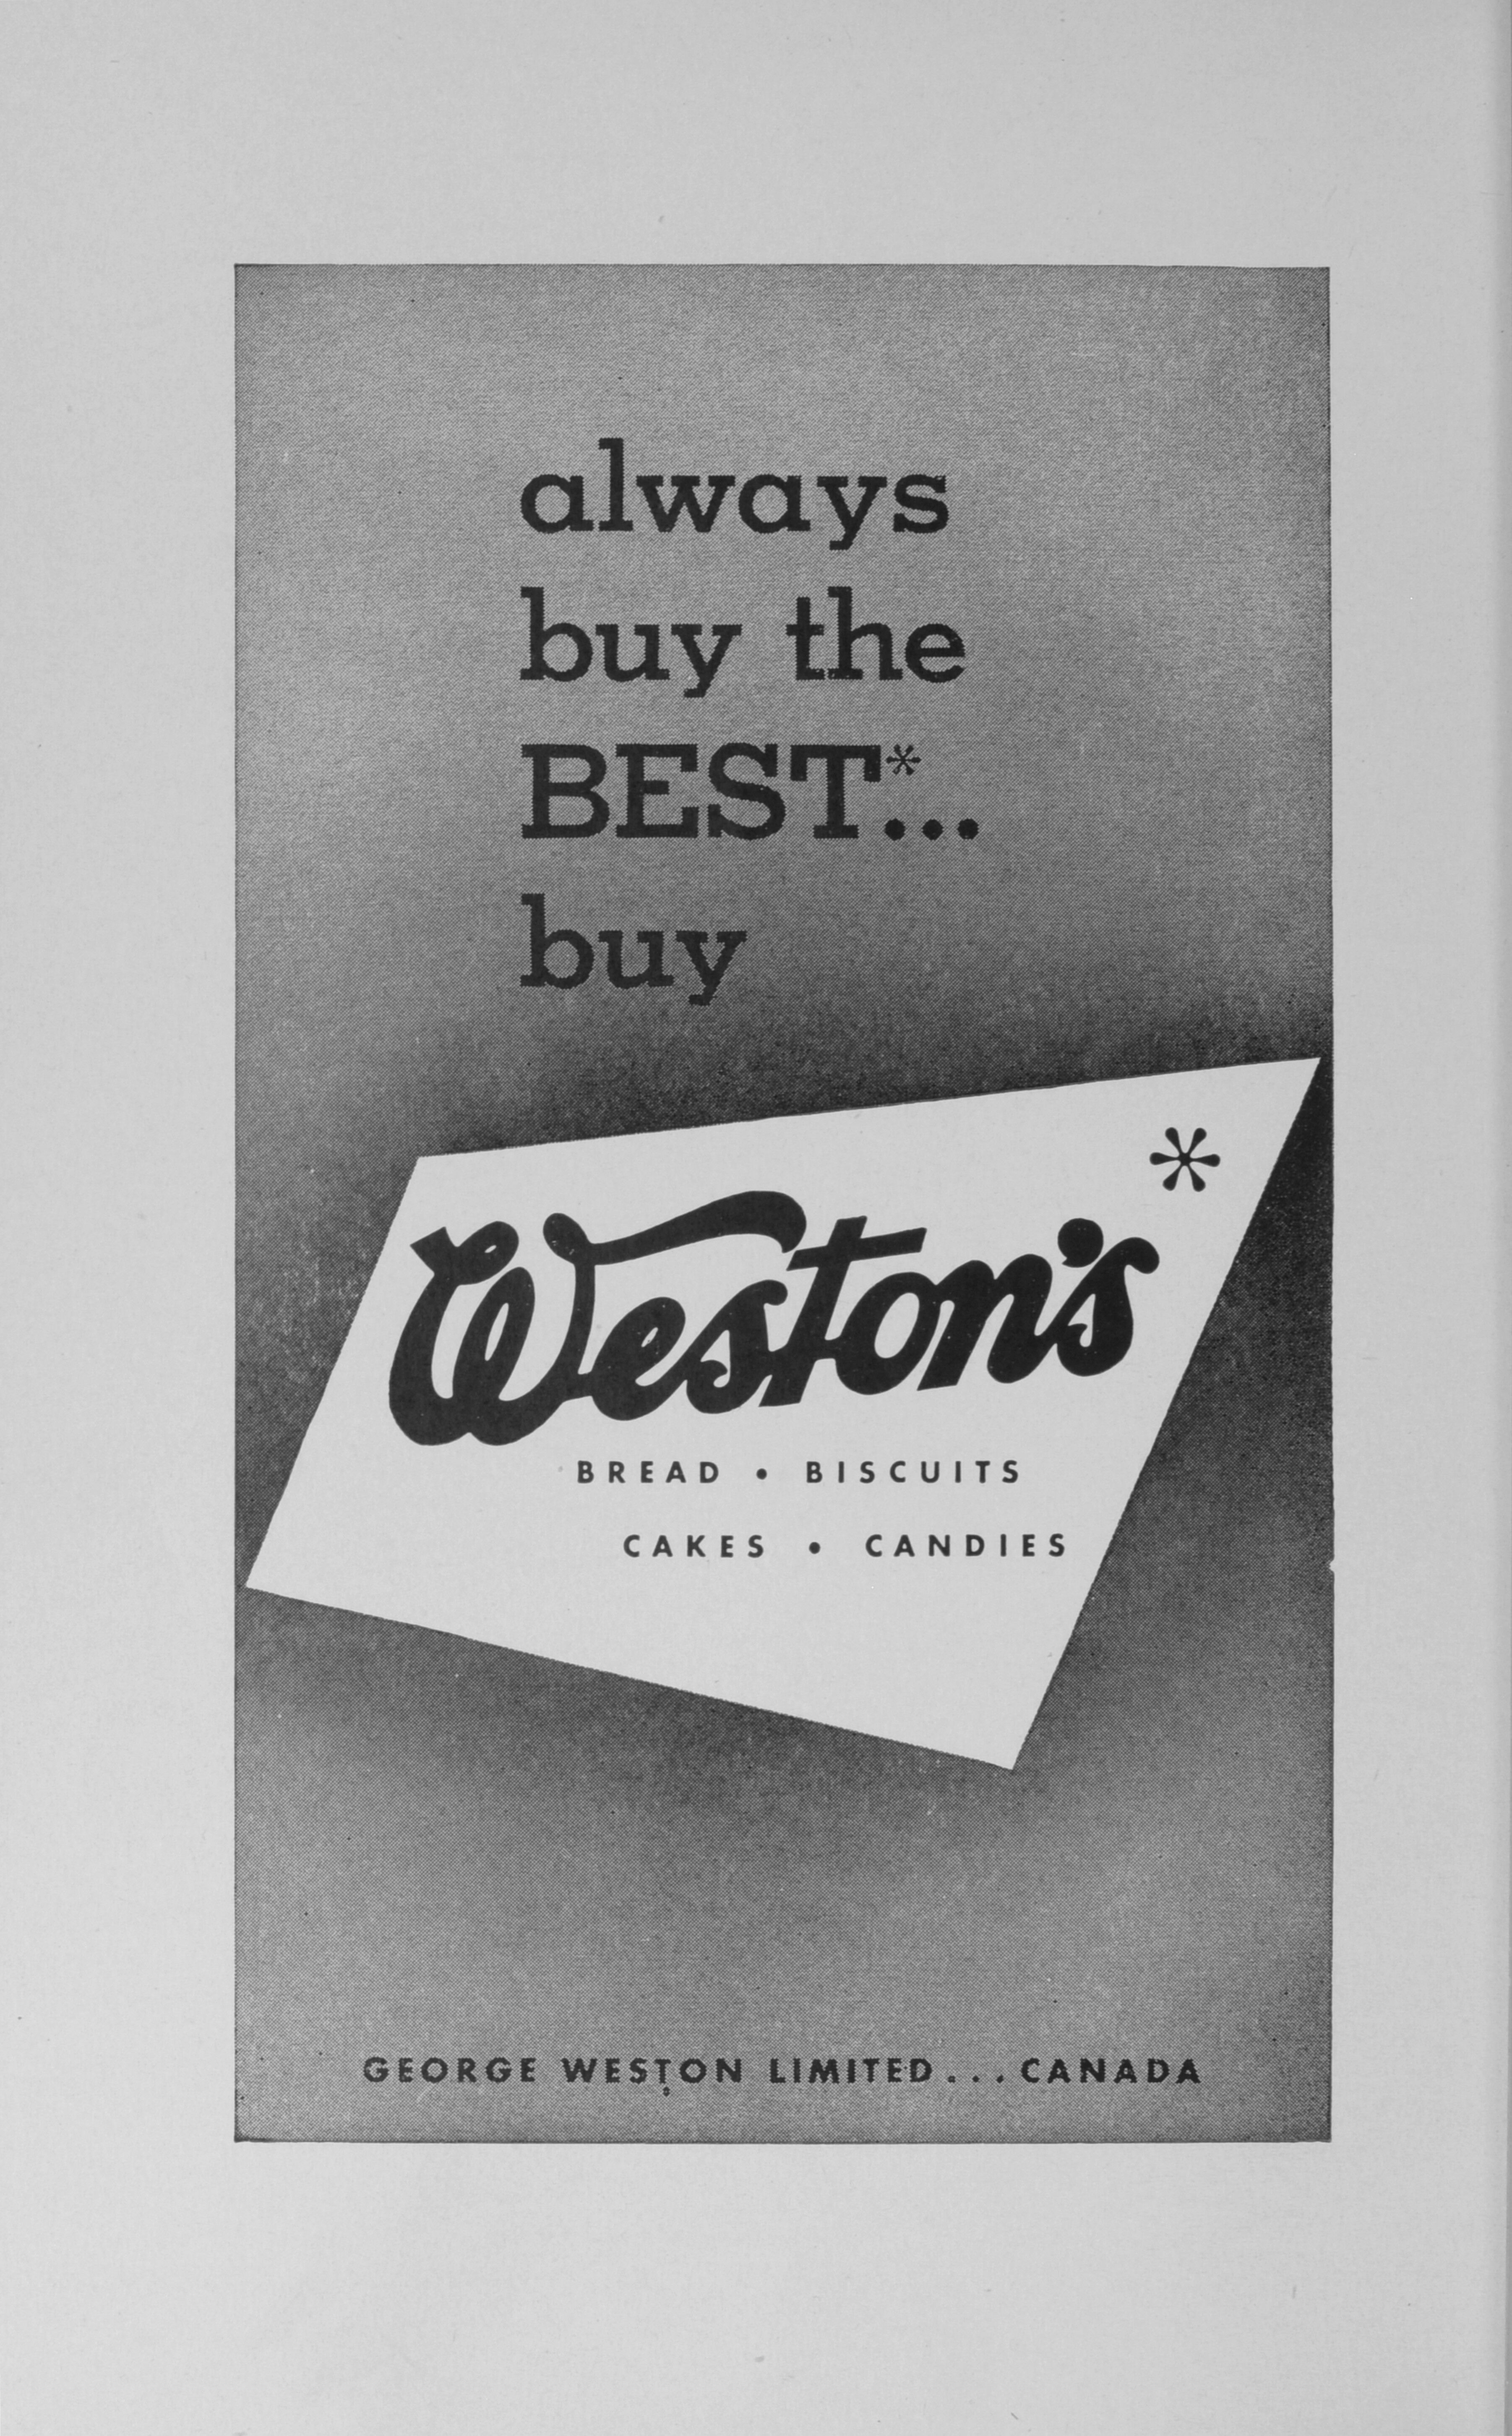 always
buy the
BEST*...
buy
*
Weston's
BREAD • BISCUITS
CAKES • CANDIES
GEORGE WESTON LIMITED... CANADA